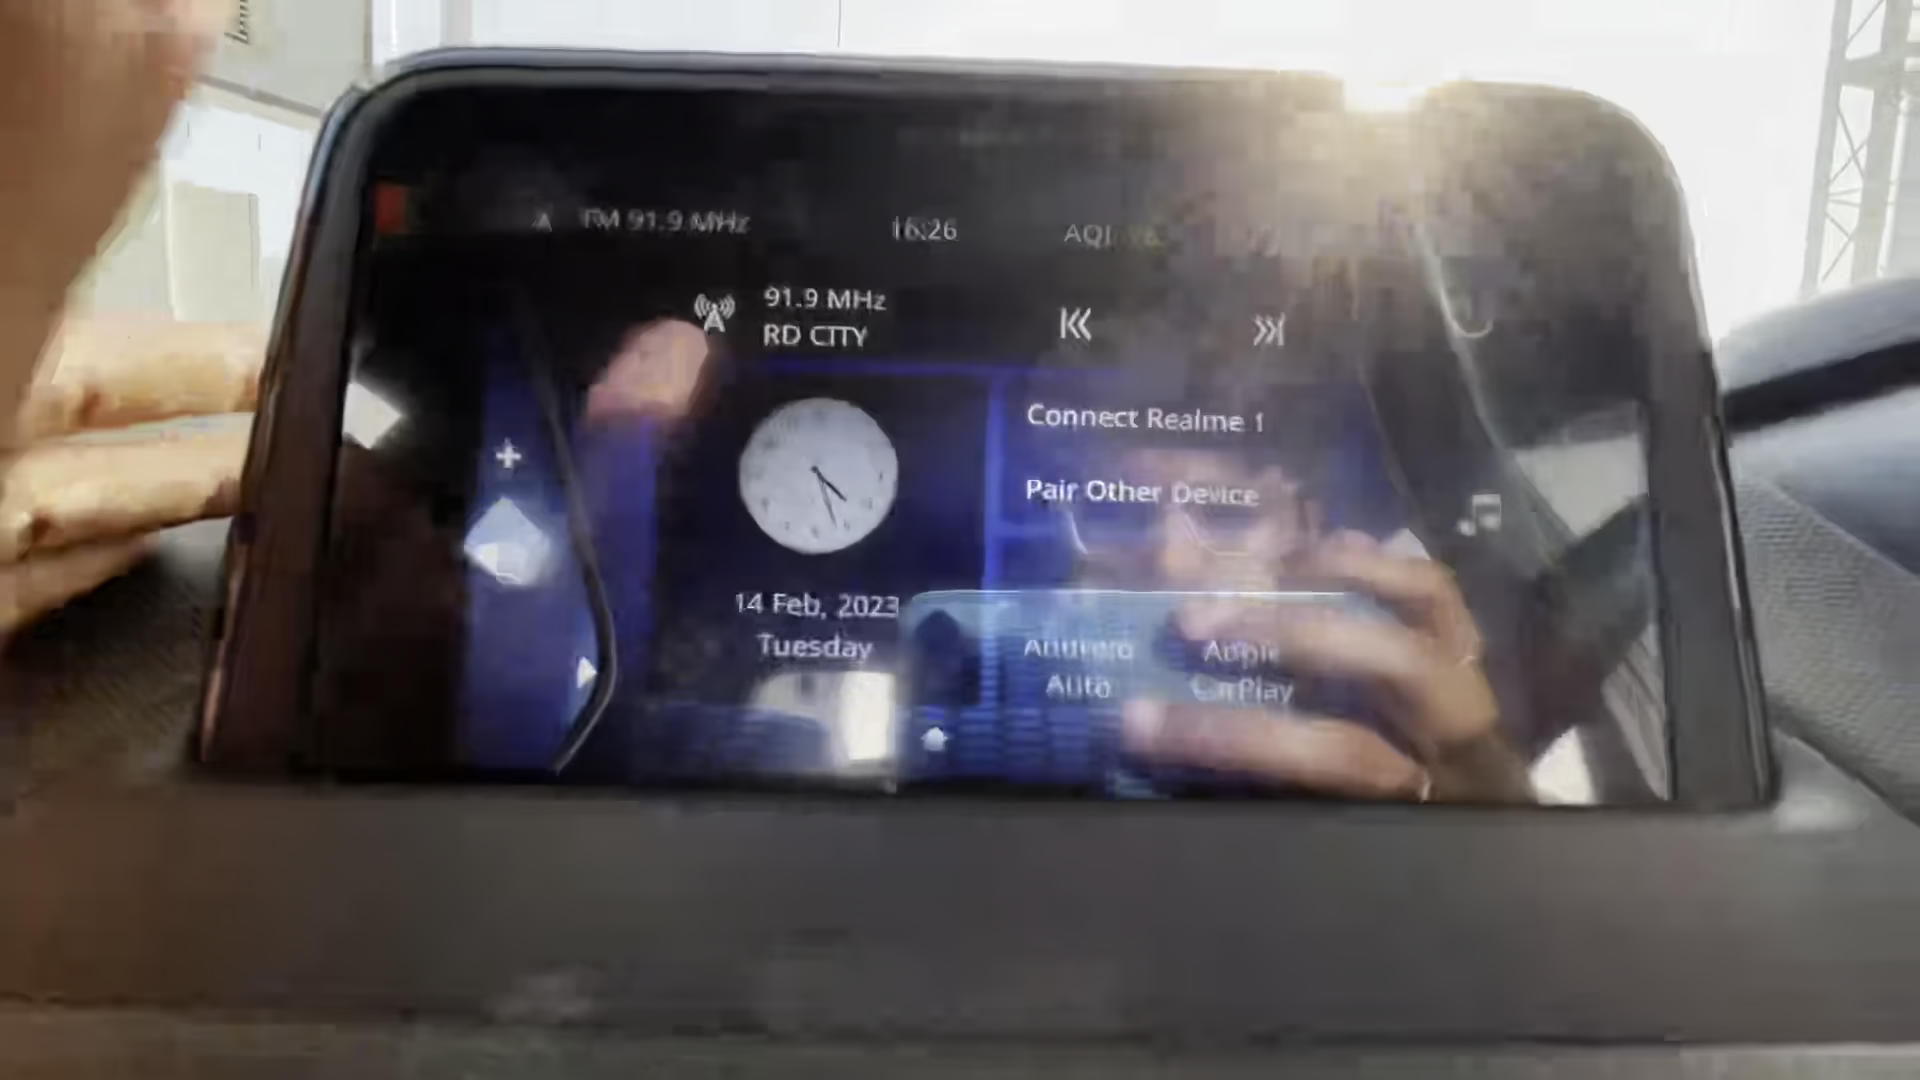 FM 91.9 MHz
16:26
AQI
91.9 MHz
RD CITY
Connect Realme 1
Pair Other Device
14 Feb, 2023
Tuesday
Android
Auto
Apple
CarPlay